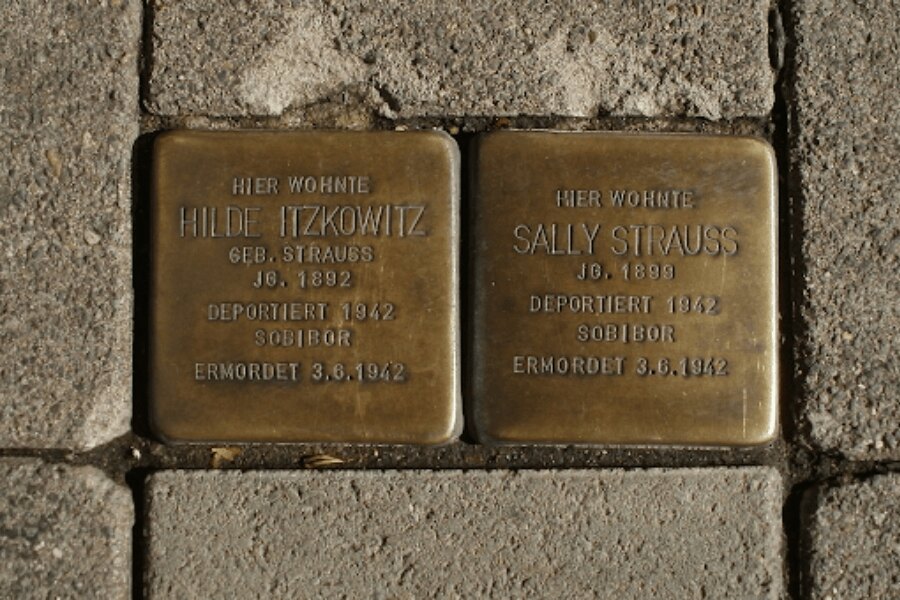 HIER WOHNTE
HILDE ITZKOWITZ
GEB. STRAUSS
JG. 1892
DEPORTIERT 1942
SOBIBOR
ERMORDET 3.6.1942
HIER WOHNTE
SALLY STRAUSS
JG. 1899
DEPORTIERT 1942
SOBIBOR
ERMORDET 3.6.1942